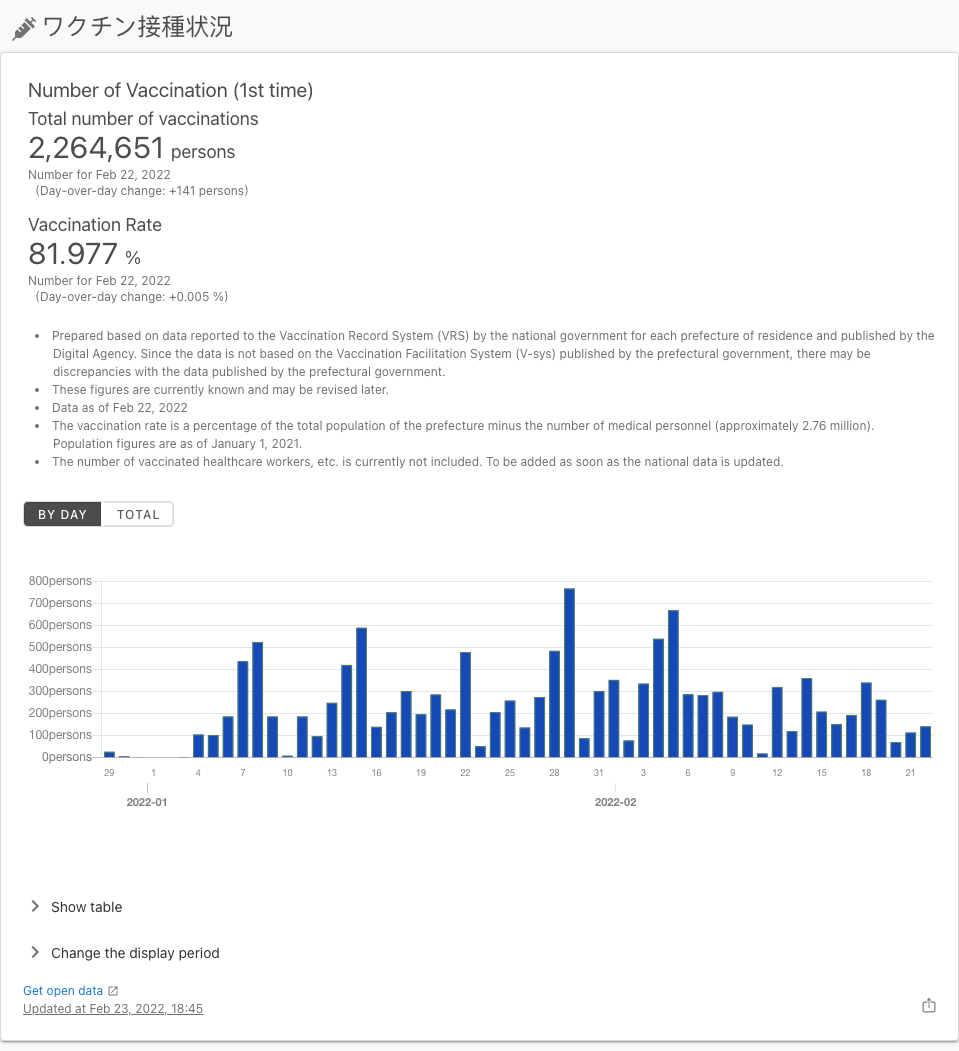 ワクチン接種状況
Number of Vaccination (1st time)
Total number of vaccinations
2,264,651 persons
Number for Feb 22, 2022
(Day-over-day change: +141 persons)
Vaccination Rate
81.977 %
Number for Feb 22, 2022
(Day-over-day change: +0.005 %)
• Prepared based on data reported to the Vaccination Record System (VRS) by the national government for each prefecture of residence and published by the
Digital Agency. Since the data is not based on the Vaccination Facilitation System (V-sys) published by the prefectural government, there may be
discrepancies with the data published by the prefectural government.
• These figures are currently known and may be revised later.
• Data as of Feb 22, 2022
• The vaccination rate is a percentage of the total population of the prefecture minus the number of medical personnel (approximately 2.76 million).
Population figures are as of January 1, 2021.
• The number of vaccinated healthcare workers, etc. is currently not included. To be added as soon as the national data is updated.
BY DAY TOTAL
800persons
700persons
600persons
500persons
400persons
300persons
200persons
100persons
0persons
29 1 4 7 10 13 16 19 22 25 28 31 3 6 9 12 15 18 21
2022-01 2022-02
Show table
Change the display period
Get open data
Updated at Feb 23, 2022, 18:45